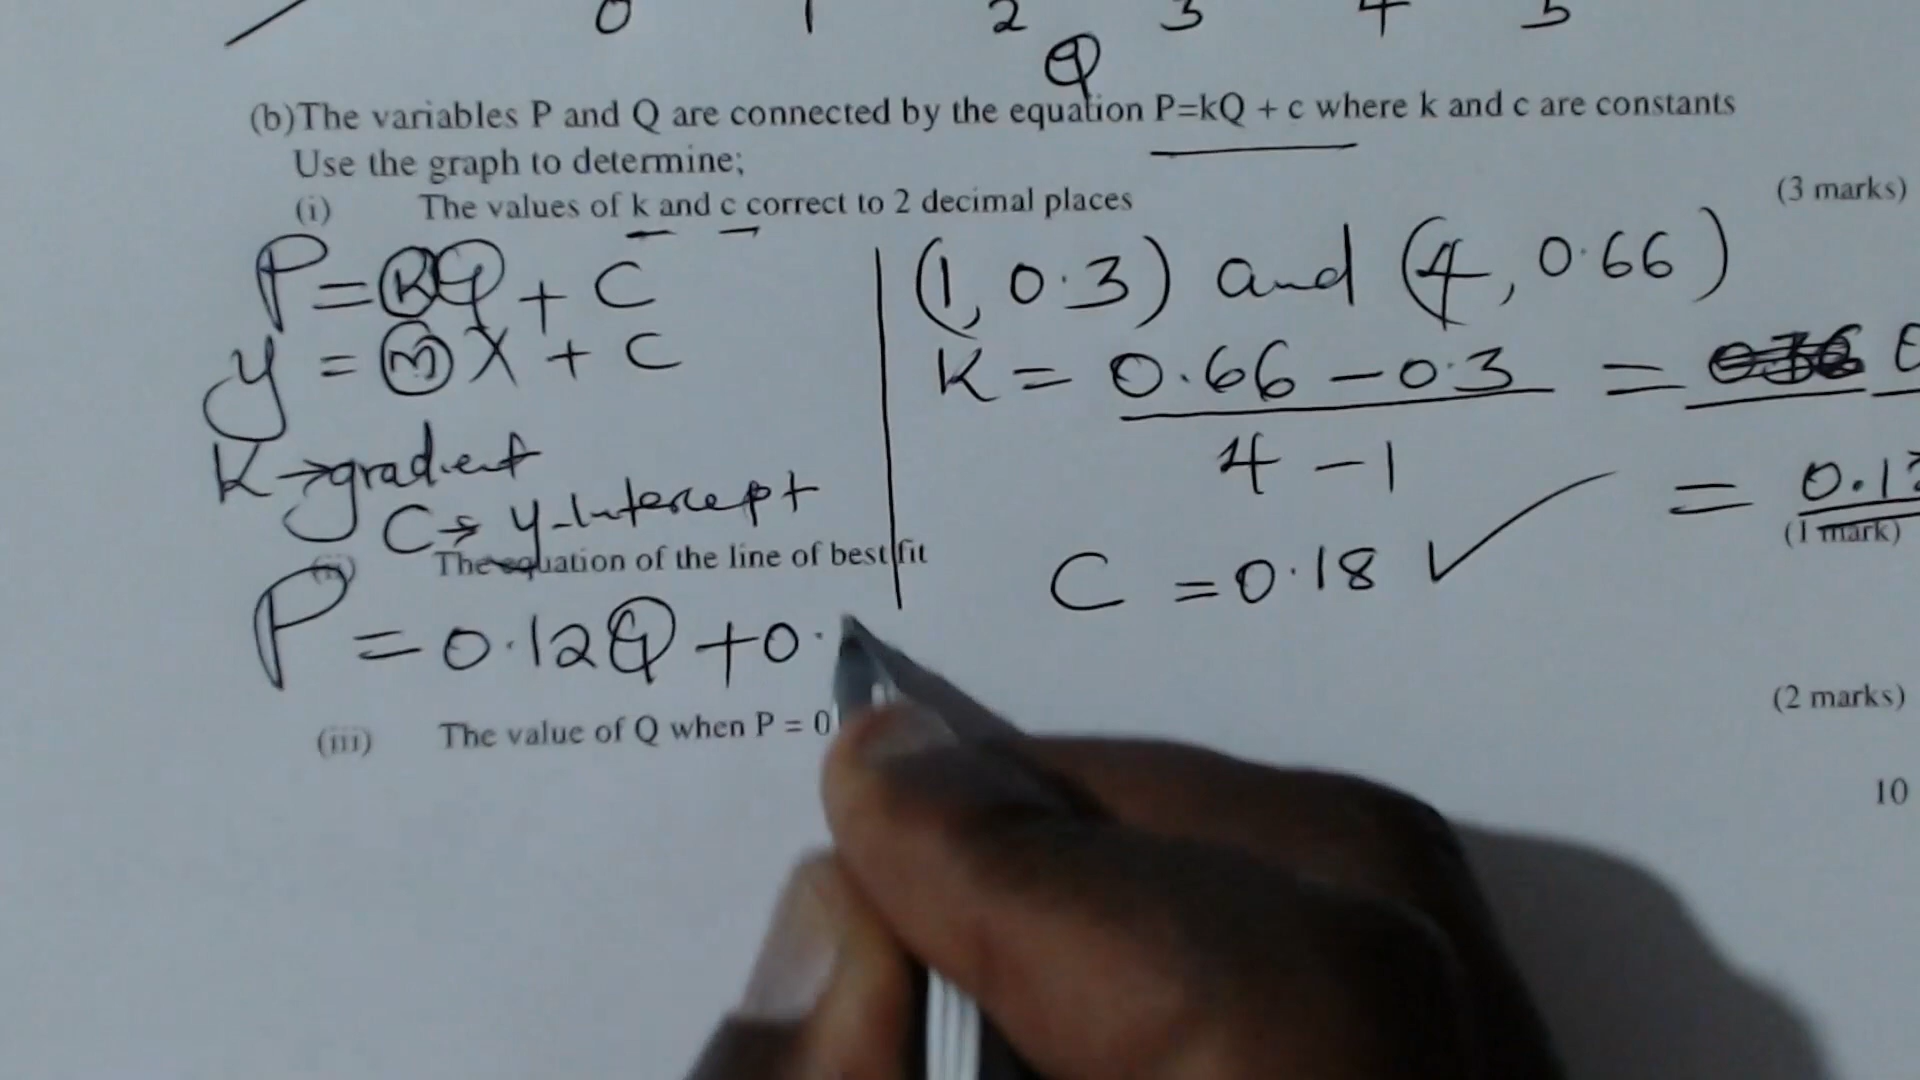 0 1 2 3 4 5
Q
(b)The variables P and Q are connected by the equation P=kQ + c where k and c are constants
Use the graph to determine;
(i) The values of k and c correct to 2 decimal places (3 marks)
P = kQ + C
y = mx + c
K → gradient
C → y-Intercept
(1, 0.3) and (4, 0.66)
K = 0.66 - 0.3 =
4 - 1
= 0.12
C = 0.18 ✓
(ii) The equation of the line of best fit (1 mark)
P = 0.12Q + 0.
(iii) The value of Q when P = 0 (2 marks)
10